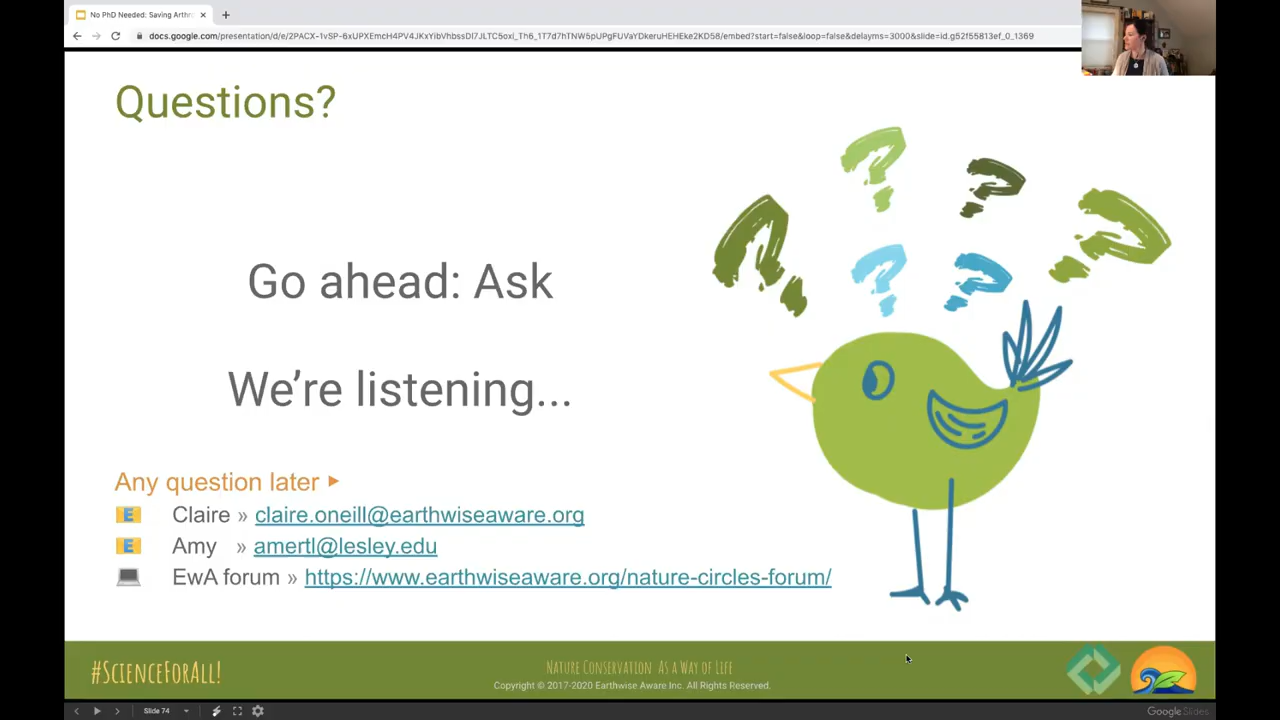 No PhD Needed: Saving Arthro
docs.google.com/presentation/d/e/2PACX-1vSP-6xUPXEmcH4PV4JKxYibVhbssDI7JLTC5oxi_Th6_1T7d7hTNW5pUPgFUVaYDkeruHEHEke2KD58/embed?start=false&loop=false&delayms=3000&slide=id.g52f55813ef_0_1369
Questions?
Go ahead: Ask
We’re listening...
Any question later ►
E Claire » claire.oneill@earthwiseaware.org
E Amy » amertl@lesley.edu
EwA forum » https://www.earthwiseaware.org/nature-circles-forum/
#ScienceForAll!
Nature Conservation As a Way of Life
Copyright © 2017-2020 Earthwise Aware Inc. All Rights Reserved.
Slide 74
Google Slides